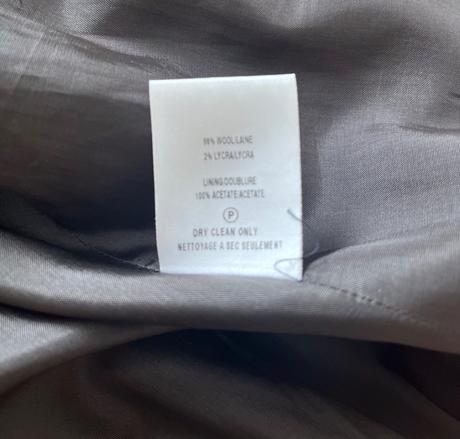 98% WOOL/LAINE
2% LYCRA/LYCRA
LINING/DOUBLURE
100% ACETATE/ACETATE
P
DRY CLEAN ONLY
NETTOYAGE A SEC SEULEMENT